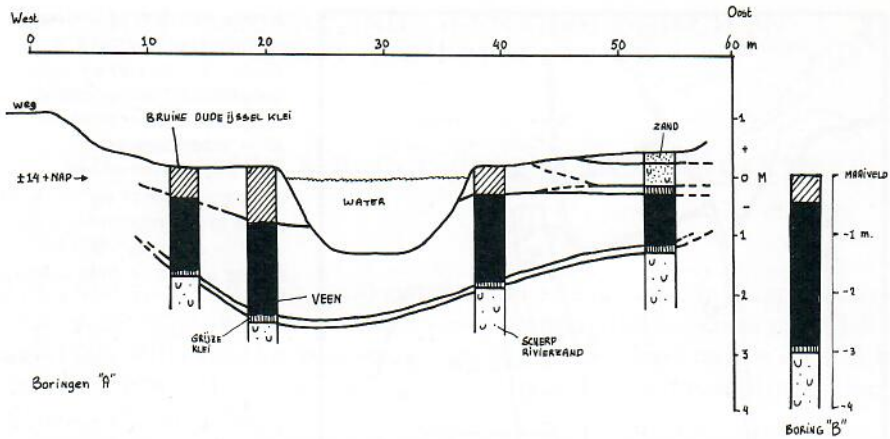 West
Oost
0 10 20 30 40 50 60 m
weg
BRUINE OUDE IJSSEL KLEI
ZAND
1
+
±14 + NAP →
0 M
MAAIVELD
WATER
-
1
-1 m.
VEEN
2
-2
GRIJZE
KLEI
SCHERP
RIVIERZAND
3
-3
Boringen "A"
4
-4
BORING "B"